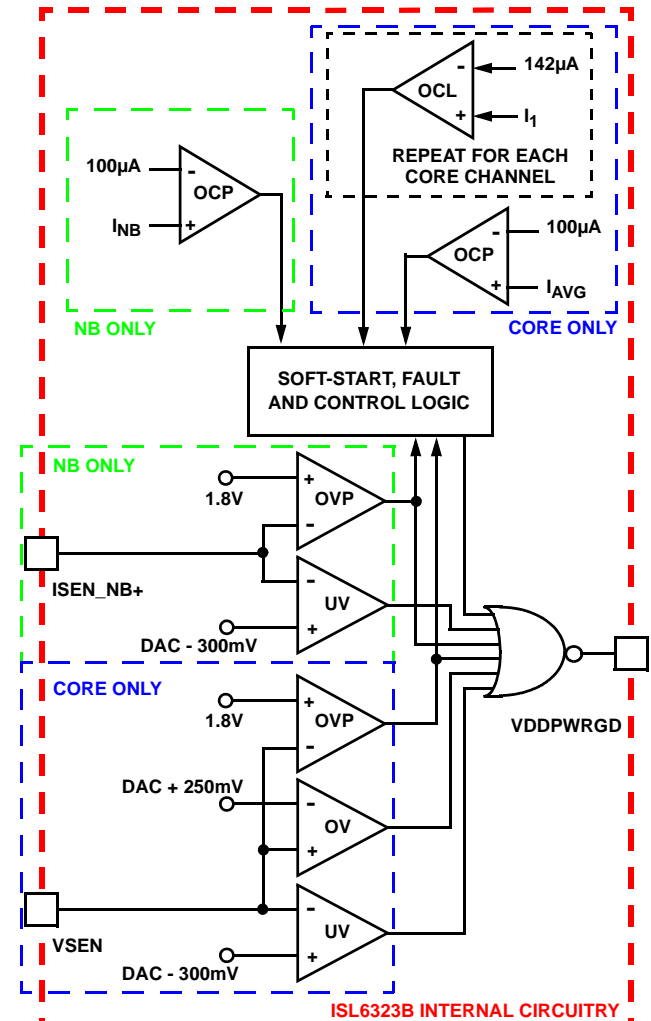 -
142µA
OCL
+
I1
REPEAT FOR EACH
CORE CHANNEL
100µA
-
OCP
INB
+
-
100µA
OCP
+
IAVG
NB ONLY
CORE ONLY
SOFT-START, FAULT
AND CONTROL LOGIC
NB ONLY
+
1.8V
OVP
-
ISEN_NB+
-
UV
DAC - 300mV
+
CORE ONLY
+
1.8V
OVP
-
VDDPWRGD
DAC + 250mV
-
OV
+
VSEN
-
UV
+
DAC - 300mV
ISL6323B INTERNAL CIRCUITRY